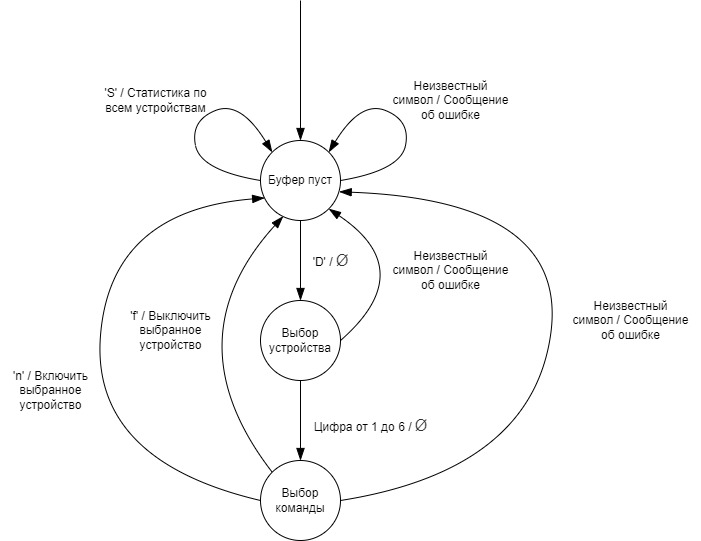 'S' / Статистика по
всем устройствам
Неизвестный
символ / Сообщение
об ошибке
Буфер пуст
'D' / ∅
Неизвестный
символ / Сообщение
об ошибке
'f' / Выключить
выбранное
устройство
Выбор
устройства
Неизвестный
символ / Сообщение
об ошибке
'n' / Включить
выбранное
устройство
Цифра от 1 до 6 / ∅
Выбор
команды